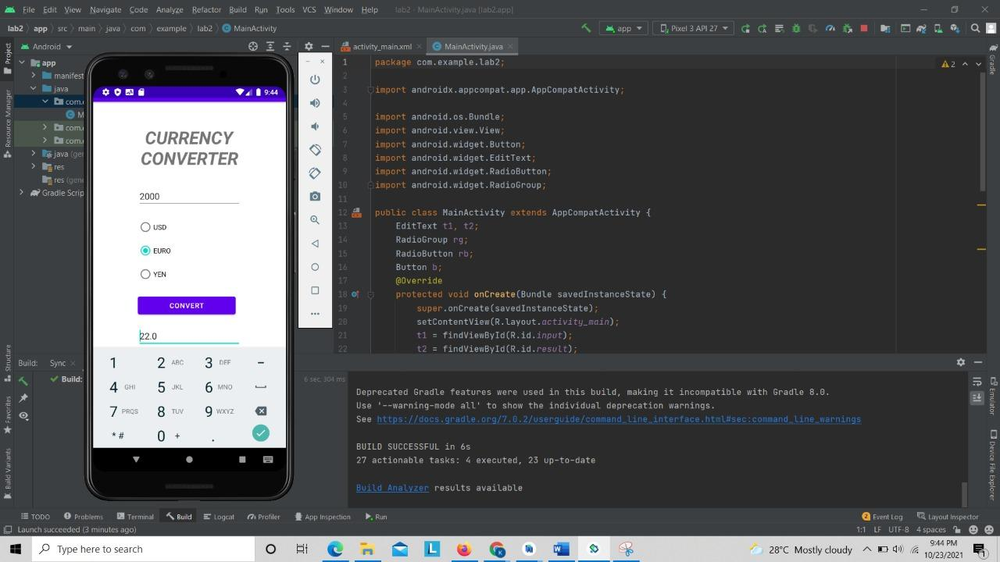 File Edit View Navigate Code Analyze Refactor Build Run Tools VCS Window Help lab2 - MainActivity.java [lab2.app]
lab2 app src main java com example lab2 MainActivity
app Pixel 3 API 27
Android
activity_main.xml
MainActivity.java
Project
Resource Manager
Structure
Favorites
Build Variants
app
manifest
java
com.
M
com.
com.
java (gen
res
res (gen
Gradle Scrip
9:44
CURRENCY
CONVERTER
2000
USD
EURO
YEN
CONVERT
22.0
1 2 ABC 3 DEF -
4 GHI 5 JKL 6 MNO
7 PRQS 8 TUV 9 WXYZ
* # 0 + .
1 package com.example.lab2;
2
3 import androidx.appcompat.app.AppCompatActivity;
4
5 import android.os.Bundle;
6 import android.view.View;
7 import android.widget.Button;
8 import android.widget.EditText;
9 import android.widget.RadioButton;
10 import android.widget.RadioGroup;
11
12 public class MainActivity extends AppCompatActivity {
13 EditText t1, t2;
14 RadioGroup rg;
15 RadioButton rb;
16 Button b;
17 @Override
18 protected void onCreate(Bundle savedInstanceState) {
19 super.onCreate(savedInstanceState);
20 setContentView(R.layout.activity_main);
21 t1 = findViewById(R.id.input);
22 t2 = findViewById(R.id.result);
2
Gradle
Emulator
Device File Explorer
Build: Sync
Build:
6 sec, 304 ms
Deprecated Gradle features were used in this build, making it incompatible with Gradle 8.0.
Use '--warning-mode all' to show the individual deprecation warnings.
See https://docs.gradle.org/7.0.2/userguide/command_line_interface.html#sec:command_line_warnings
BUILD SUCCESSFUL in 6s
27 actionable tasks: 4 executed, 23 up-to-date
Build Analyzer results available
TODO Problems Terminal Build Logcat Profiler App Inspection Run
2 Event Log Layout Inspector
Launch succeeded (3 minutes ago)
1:1 LF UTF-8 4 spaces
Type here to search
28°C Mostly cloudy
9:44 PM
10/23/2021
1